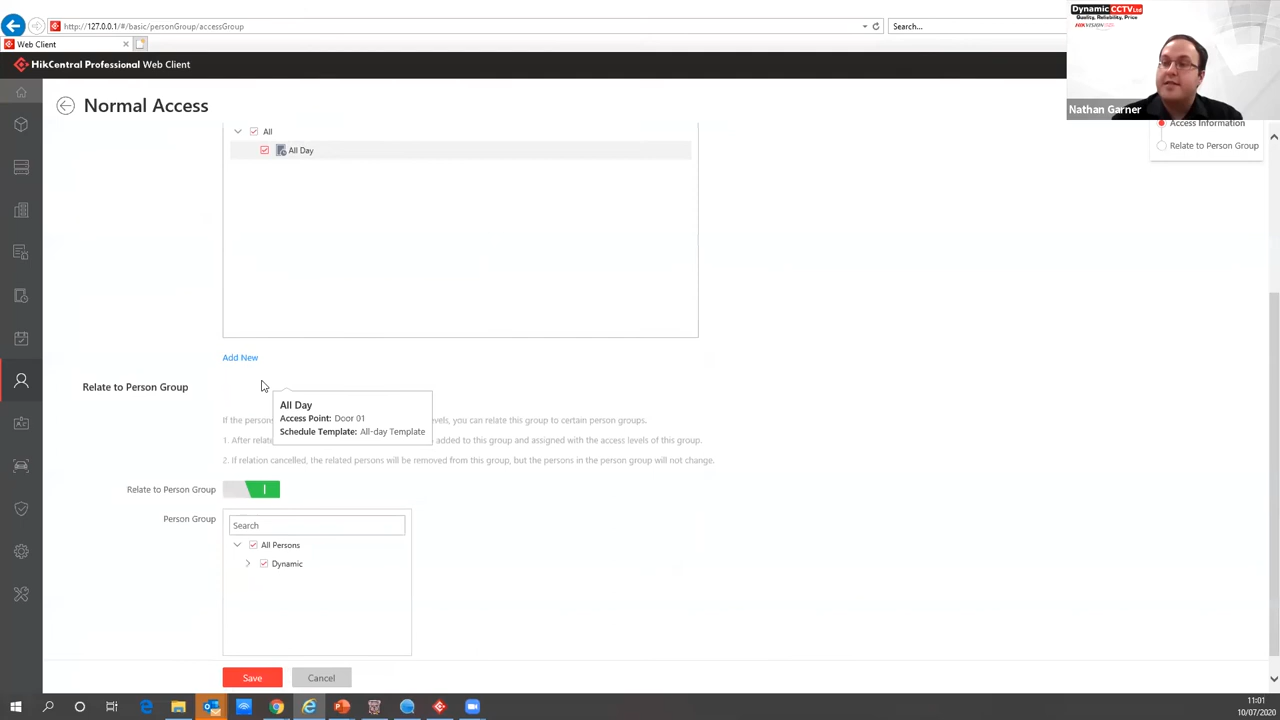 http://127.0.0.1/#/basic/personGroup/accessGroup
Search...
Web Client
HikCentral Professional Web Client
Dynamic CCTV Ltd
Quality, Reliability, Price
HIKVISION
Nathan Garner
Normal Access
Access Information
Relate to Person Group
All
All Day
Add New
Relate to Person Group
All Day
Access Point: Door 01
Schedule Template: All-day Template
If the person
evels, you can relate this group to certain person groups.
1. After relati
added to this group and assigned with the access levels of this group.
2. If relation cancelled, the related persons will be removed from this group, but the persons in the person group will not change.
Relate to Person Group
Person Group
Search
All Persons
Dynamic
Save
Cancel
11:01
10/07/2020